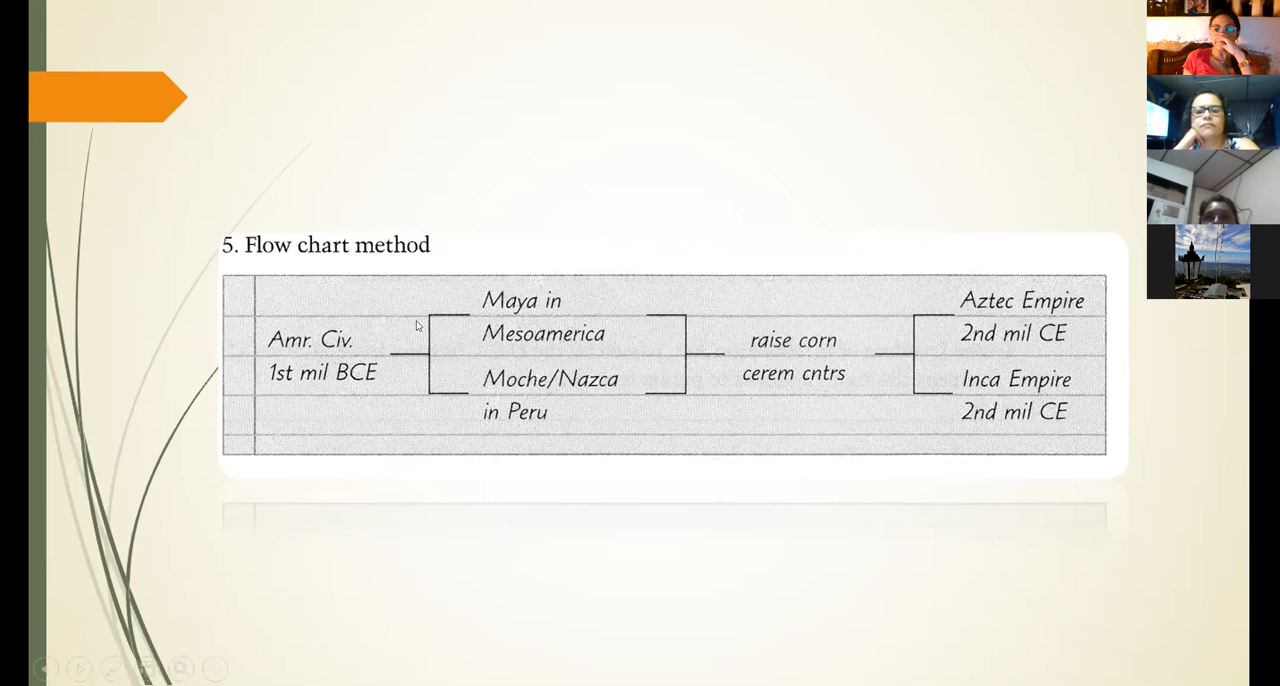 5. Flow chart method
Amr. Civ.
1st mil BCE
Maya in
Mesoamerica
Moche/Nazca
in Peru
raise corn
cerem cntrs
Aztec Empire
2nd mil CE
Inca Empire
2nd mil CE